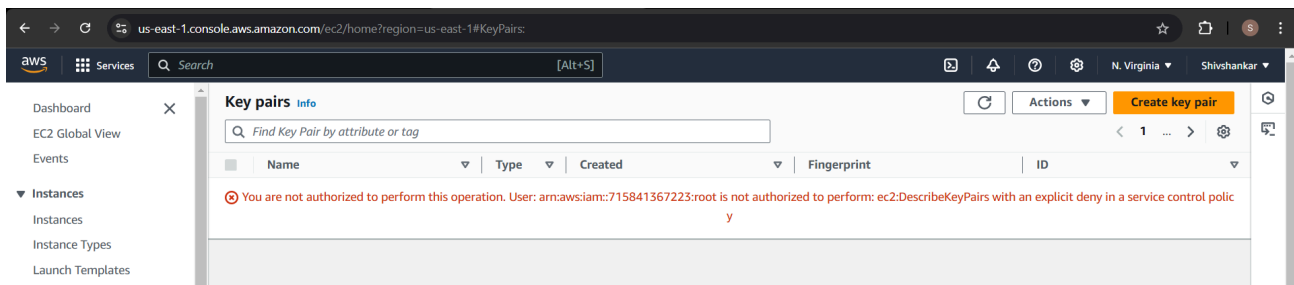 us-east-1.console.aws.amazon.com/ec2/home?region=us-east-1#KeyPairs:
S
aws
Services
Search
[Alt+S]
N. Virginia
Shivshankar
Dashboard
EC2 Global View
Events
Instances
Instances
Instance Types
Launch Templates
Key pairs Info
Actions
Create key pair
Find Key Pair by attribute or tag
1 ...
Name Type Created Fingerprint ID
You are not authorized to perform this operation. User: arn:aws:iam::715841367223:root is not authorized to perform: ec2:DescribeKeyPairs with an explicit deny in a service control polic
y